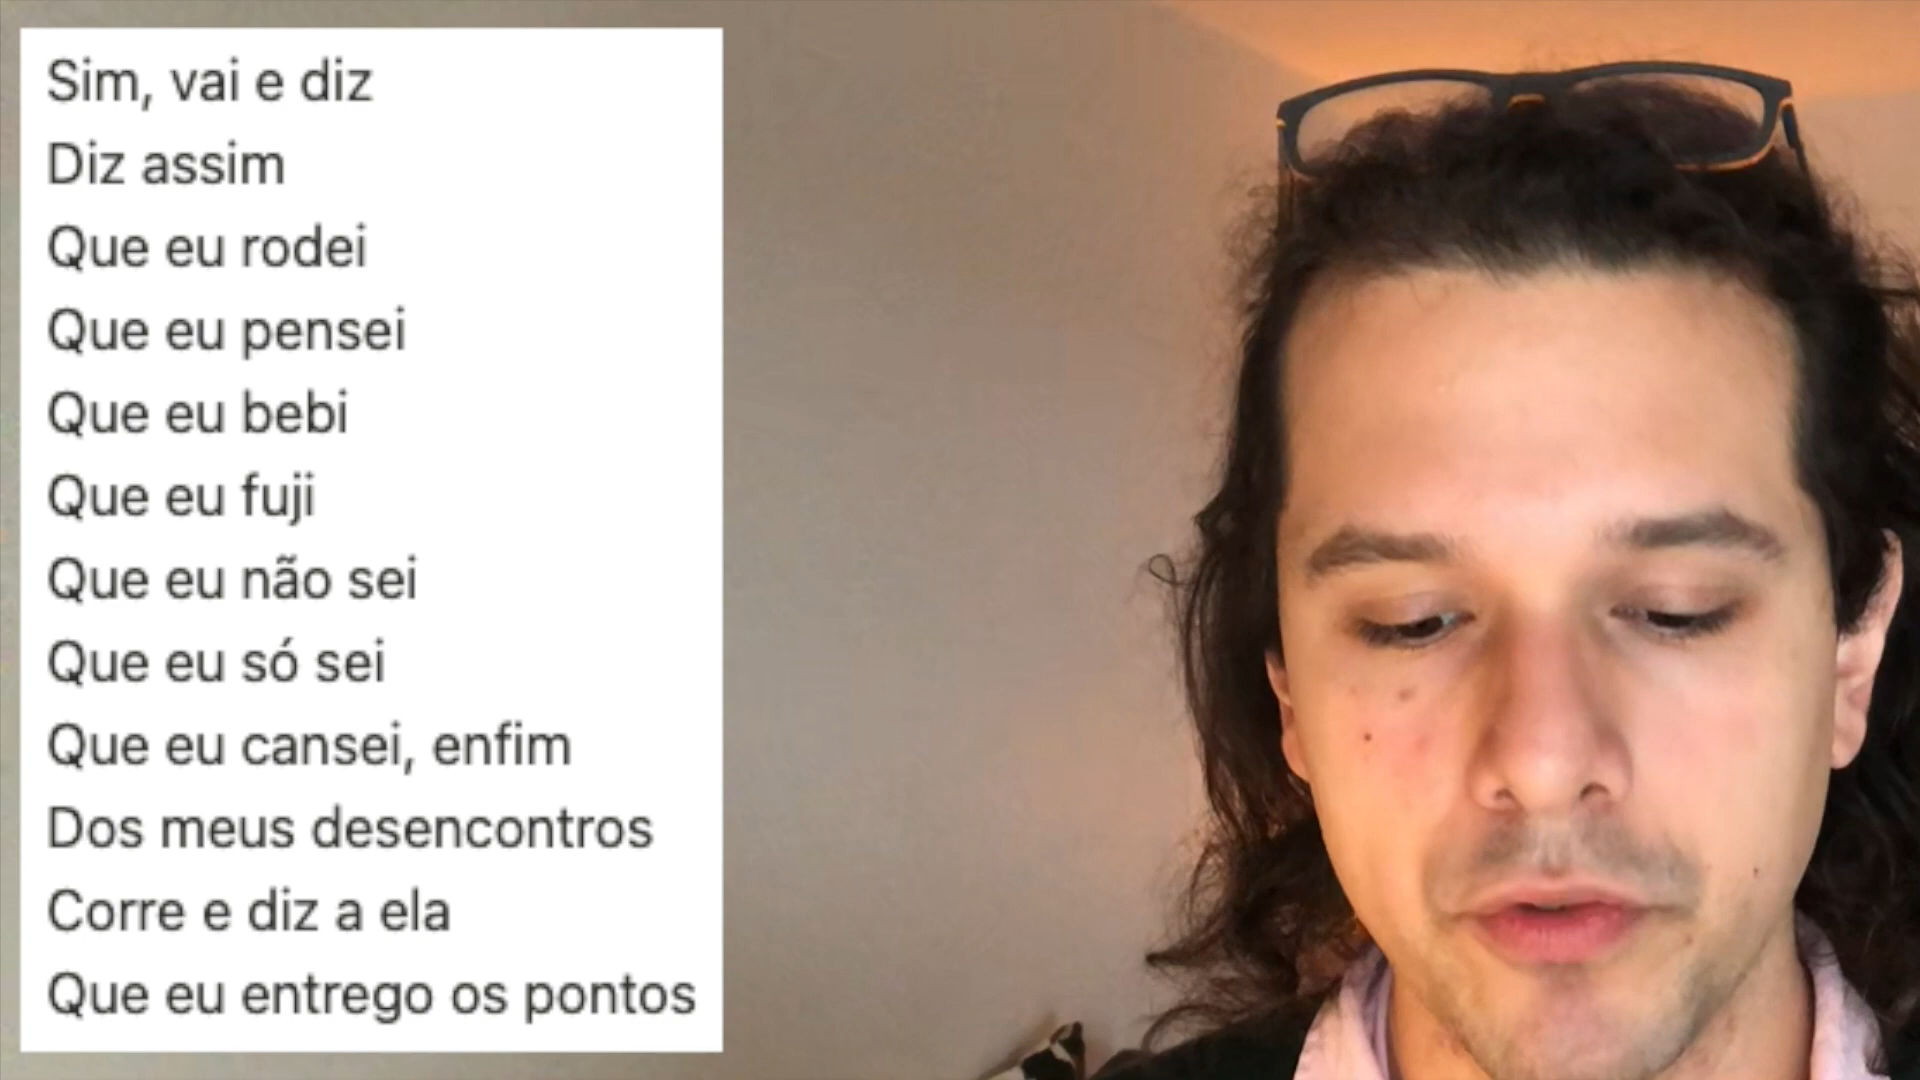 Sim, vai e diz
Diz assim
Que eu rodei
Que eu pensei
Que eu bebi
Que eu fuji
Que eu não sei
Que eu só sei
Que eu cansei, enfim
Dos meus desencontros
Corre e diz a ela
Que eu entrego os pontos